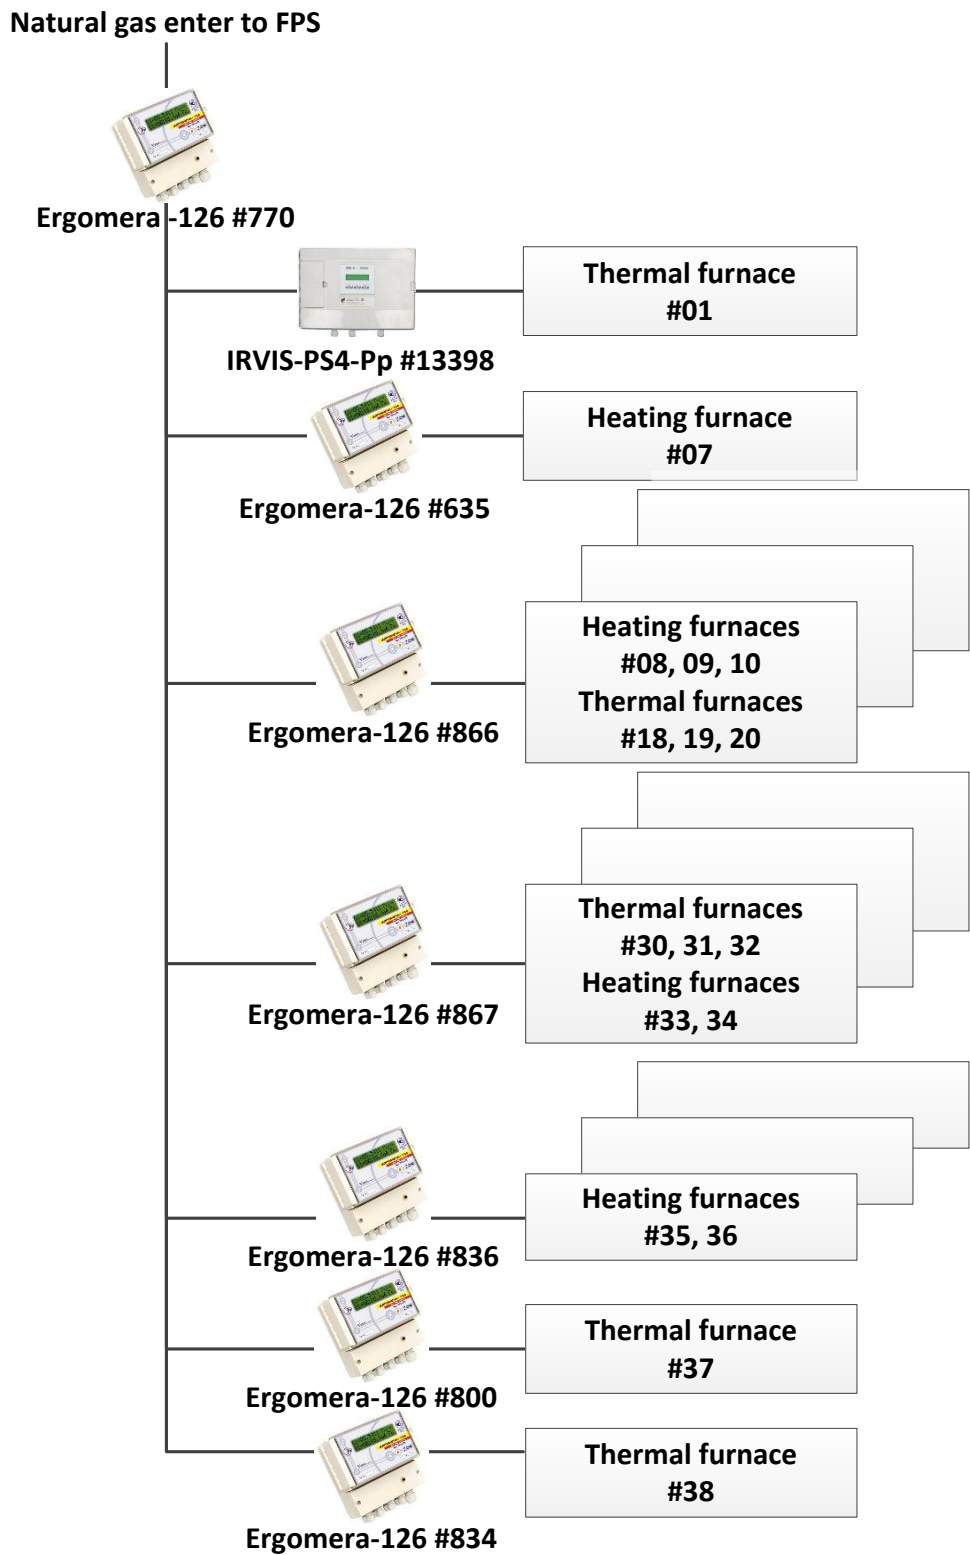 Natural gas enter to FPS
Ergomera -126 #770
Thermal furnace
#01
IRVIS-PS4-Pp #13398
Heating furnace
#07
Ergomera-126 #635
Heating furnaces
#08, 09, 10
Thermal furnaces
#18, 19, 20
Ergomera-126 #866
Thermal furnaces
#30, 31, 32
Heating furnaces
#33, 34
Ergomera-126 #867
Heating furnaces
#35, 36
Ergomera-126 #836
Thermal furnace
#37
Ergomera-126 #800
Thermal furnace
#38
Ergomera-126 #834